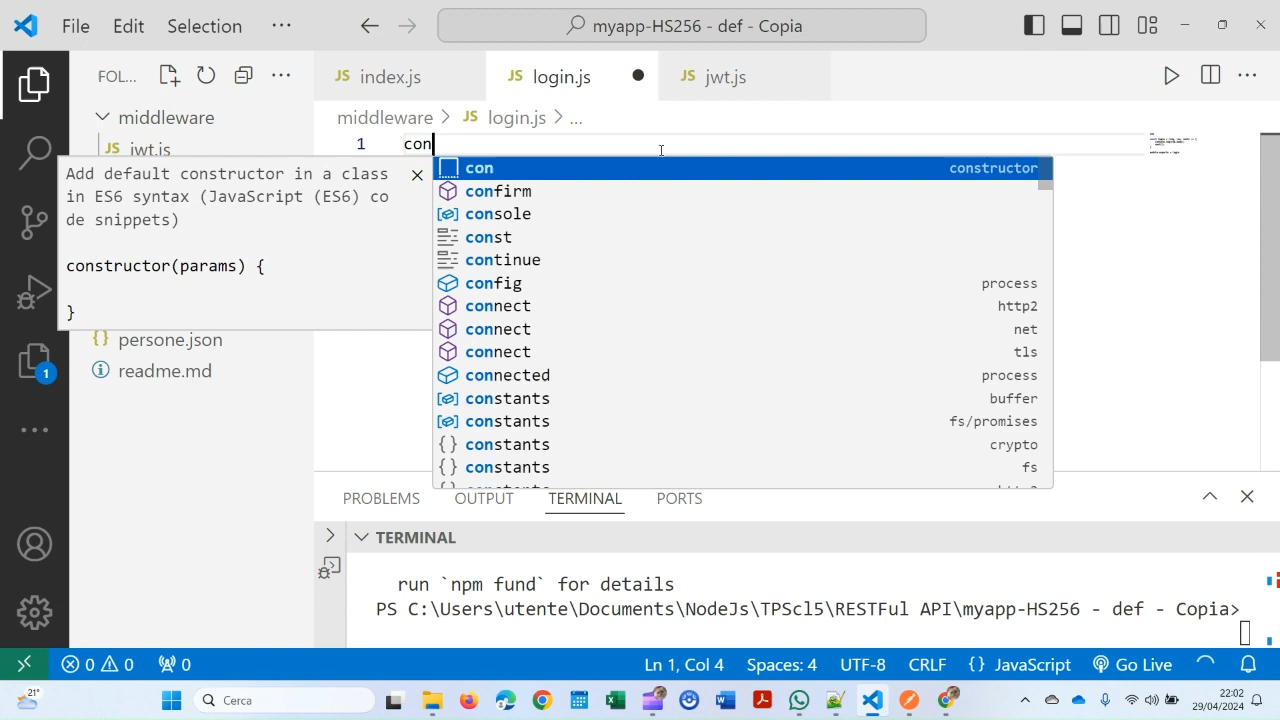 File Edit Selection ···
myapp-HS256 - def - Copia
FOL... ···
JS index.js
JS login.js
JS jwt.js
···
middleware
middleware > JS login.js > ...
JS jwt.js
1 con
Add default constructor in a class
in ES6 syntax (JavaScript (ES6) co
de snippets)
constructor(params) {
}
con constructor
confirm
console
const
continue
config process
connect http2
connect net
connect tls
connected process
constants buffer
constants fs/promises
constants crypto
constants fs
{} persone.json
readme.md
1
PROBLEMS OUTPUT TERMINAL PORTS
TERMINAL
run `npm fund` for details
PS C:\Users\utente\Documents\NodeJs\TPScl5\RESTFul API\myapp-HS256 - def - Copia>
0 0 0
Ln 1, Col 4 Spaces: 4 UTF-8 CRLF {} JavaScript Go Live
21°
Cerca
22:02
29/04/2024